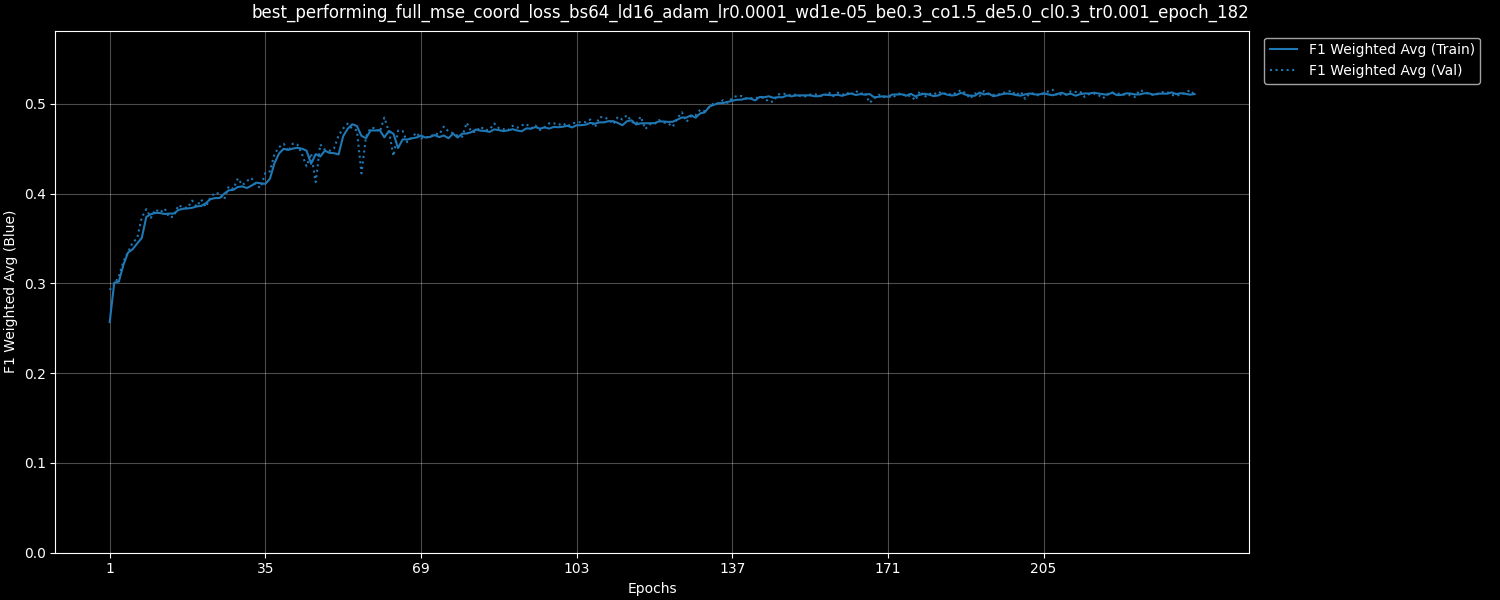 best_performing_full_mse_coord_loss_bs64_ld16_adam_lr0.0001_wd1e-05_be0.3_co1.5_de5.0_cl0.3_tr0.001_epoch_182
F1 Weighted Avg (Train)
F1 Weighted Avg (Val)
F1 Weighted Avg (Blue)
0.5
0.4
0.3
0.2
0.1
0.0
1 35 69 103 137 171 205
Epochs